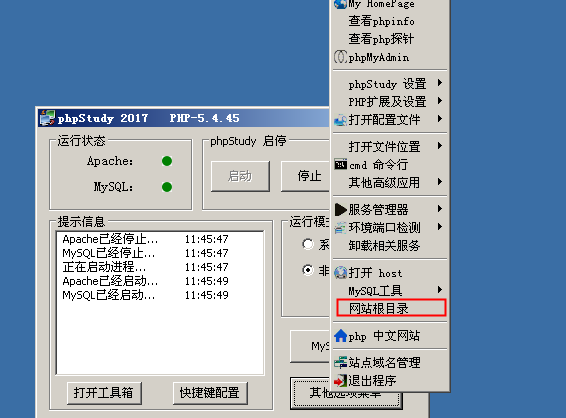 My HomePage
查看phpinfo
查看php探针
phpMyAdmin
phpStudy 设置
PHP扩展及设置
打开配置文件
打开文件位置
cmd 命令行
其他高级应用
服务管理器
环境端口检测
卸载相关服务
打开 host
MySQL工具
网站根目录
php 中文网站
站点域名管理
退出程序
phpStudy 2017 PHP-5.4.45
运行状态
Apache:
MySQL:
phpStudy 启停
启动
停止
提示信息
Apache已经停止... 11:45:47
MySQL已经停止... 11:45:47
正在启动进程... 11:45:47
Apache已经启动... 11:45:49
MySQL已经启动... 11:45:49
运行模
系
非
打开工具箱
快捷键配置
MyS
其他选项菜单